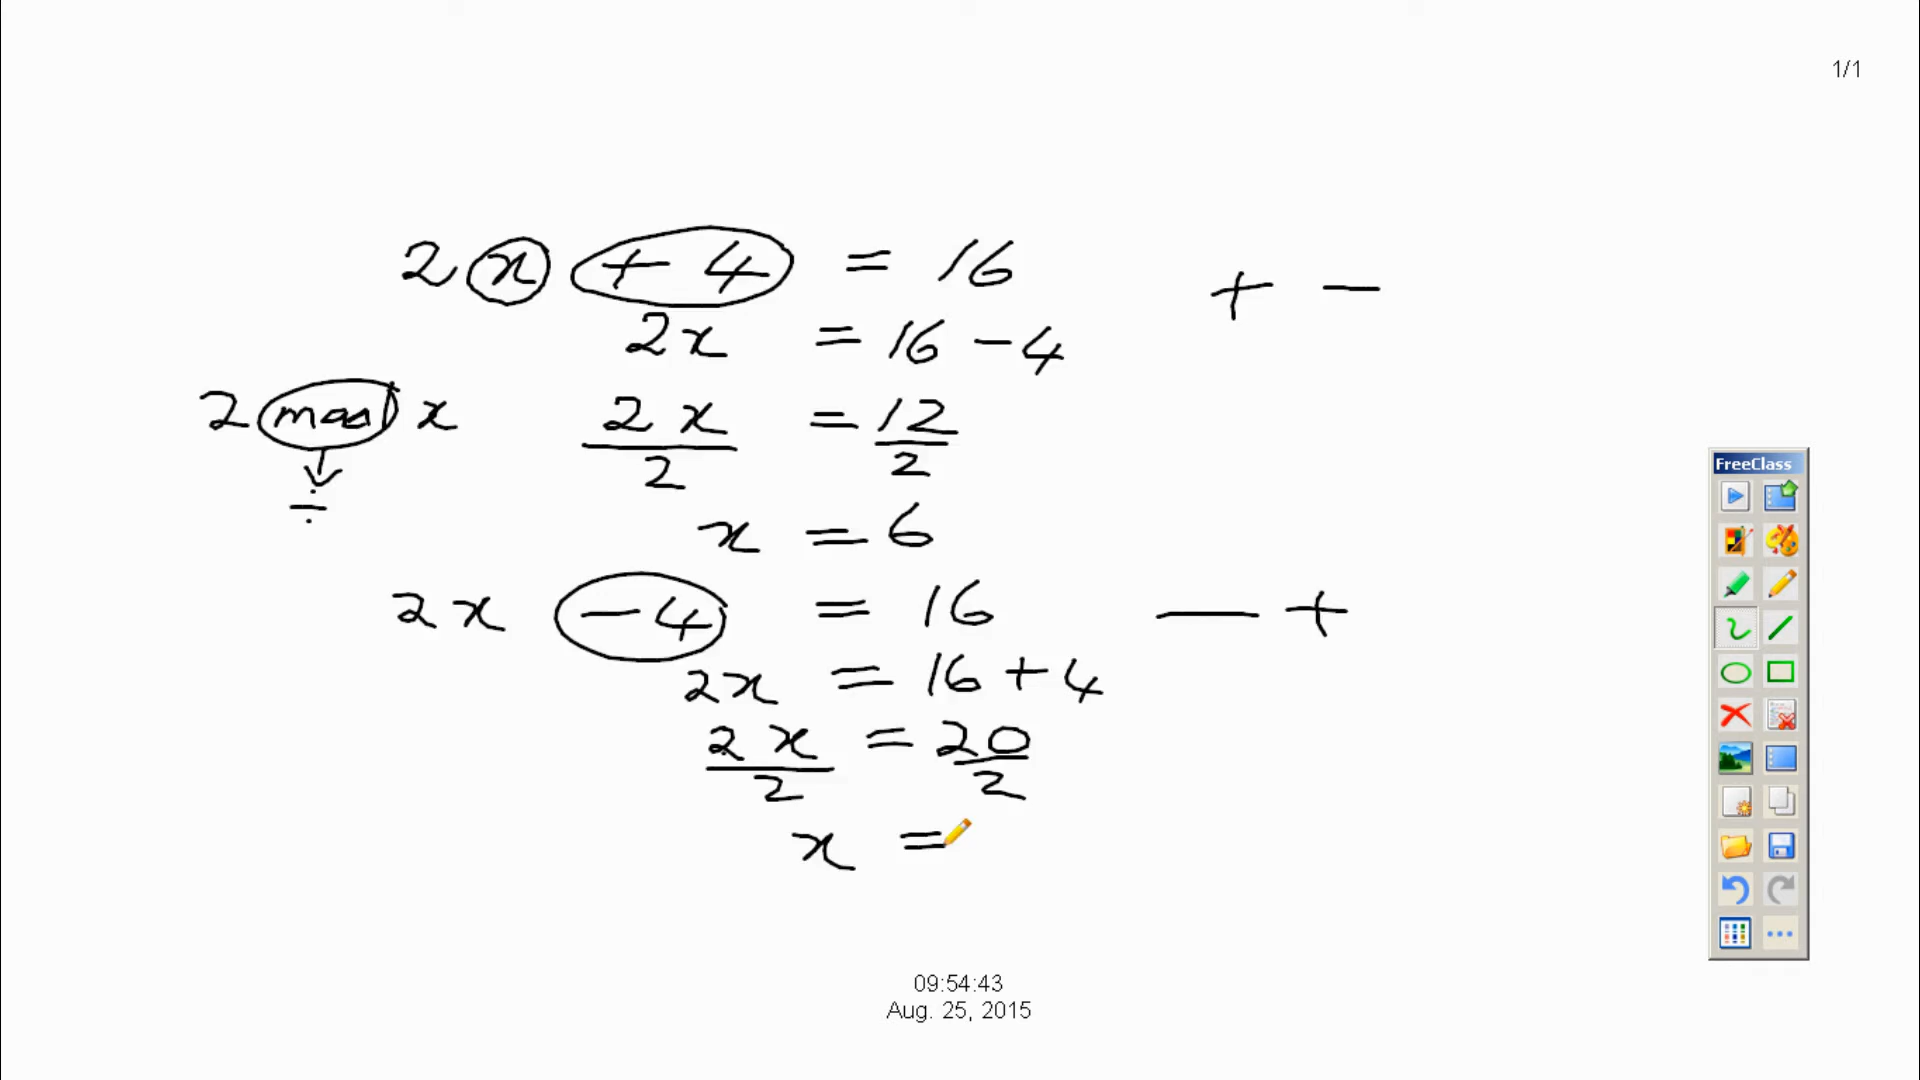 1/1
2x + 4 = 16
+ −
2x = 16 − 4
2 maal x
÷
2x/2 = 12/2
x = 6
2x − 4 = 16
− +
2x = 16 + 4
2x/2 = 20/2
x =
FreeClass
09:54:43
Aug. 25, 2015